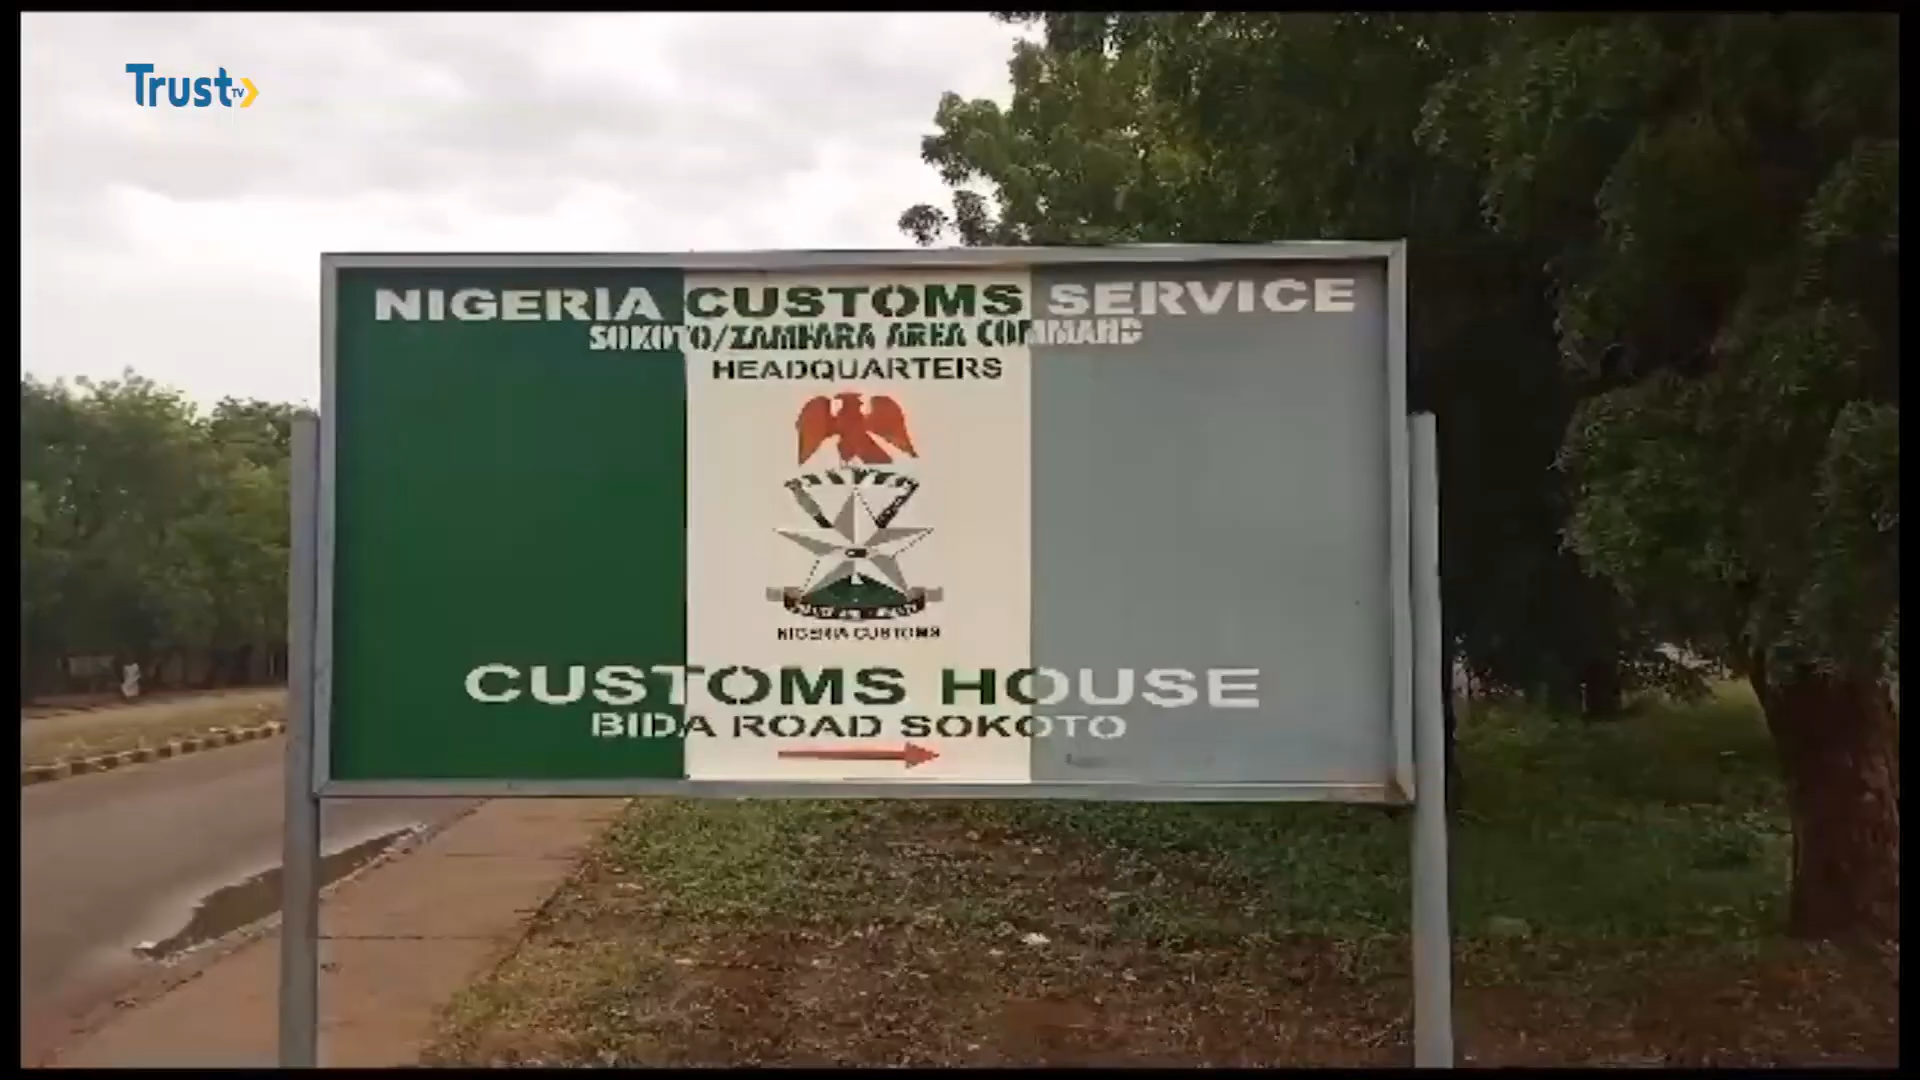 Trust TV
NIGERIA CUSTOMS SERVICE
SOKOTO/ZAMFARA AREA COMMAND
HEADQUARTERS
NIGERIA CUSTOMS
CUSTOMS HOUSE
BIDA ROAD SOKOTO